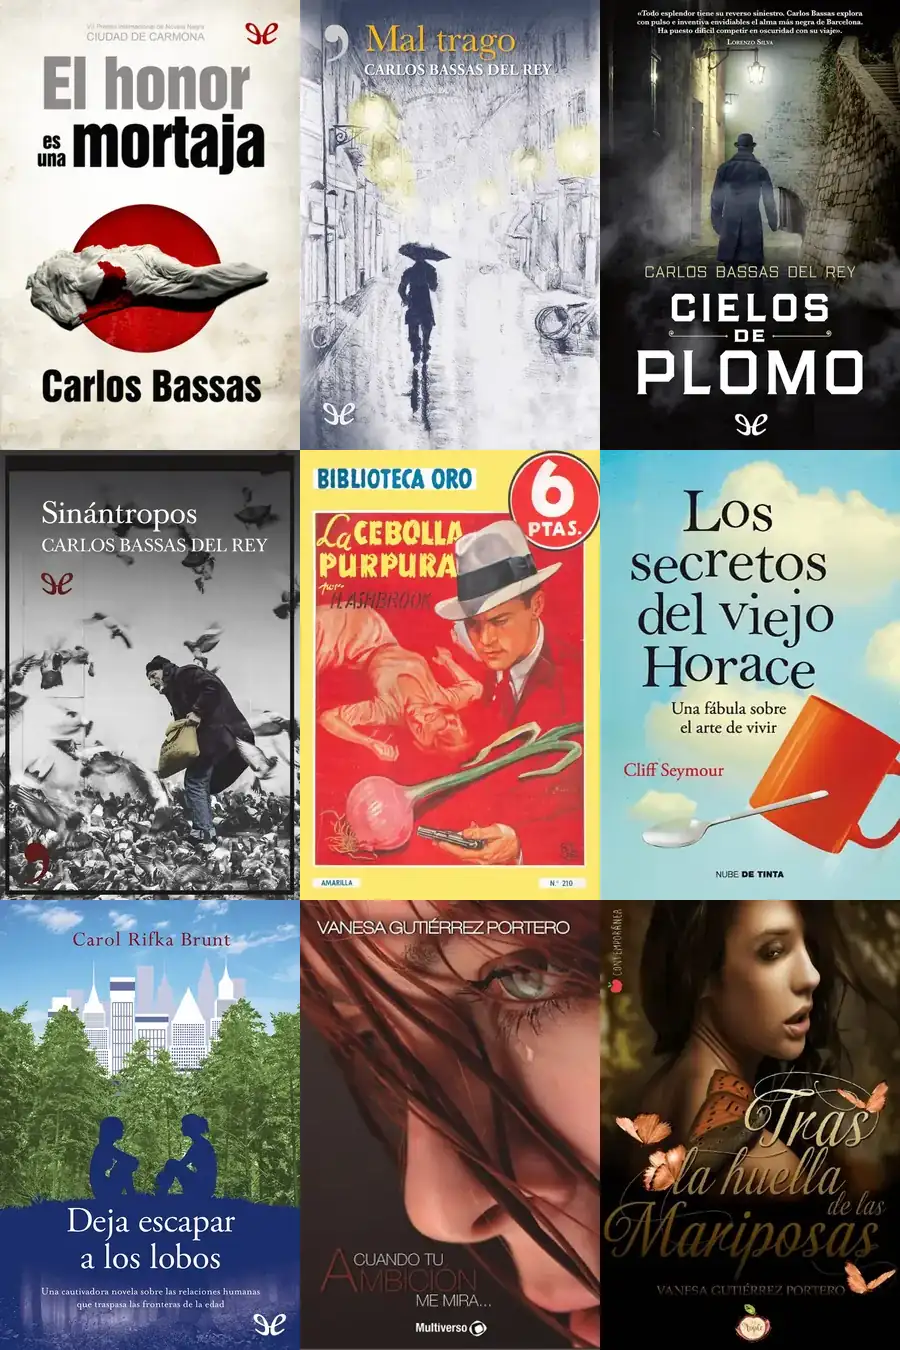 VII Premio Internacional de Novela Negra
CIUDAD DE CARMONA
El honor
es una mortaja
Carlos Bassas
Mal trago
CARLOS BASSAS DEL REY
«Todo esplendor tiene su reverso siniestro. Carlos Bassas explora
con pulso e inventiva envidiables el alma más negra de Barcelona.
Ha puesto difícil competir en oscuridad con su viaje».
LORENZO SILVA
CARLOS BASSAS DEL REY
CIELOS
DE
PLOMO
Sinántropos
CARLOS BASSAS DEL REY
BIBLIOTECA ORO
6
PTAS.
La CEBOLLA
PURPURA
por
H. ASHBROOK
AMARILLA
N.º 210
Los
secretos
del viejo
Horace
Una fábula sobre
el arte de vivir
Cliff Seymour
NUBE DE TINTA
Carol Rifka Brunt
Deja escapar
a los lobos
Una cautivadora novela sobre las relaciones humanas
que traspasa las fronteras de la edad
VANESA GUTIÉRREZ PORTERO
CUANDO TU
AMBICIÓN
ME MIRA...
Multiverso
CONTEMPORÁNEA
Tras
la huella
de las
Mariposas
VANESA GUTIÉRREZ PORTERO